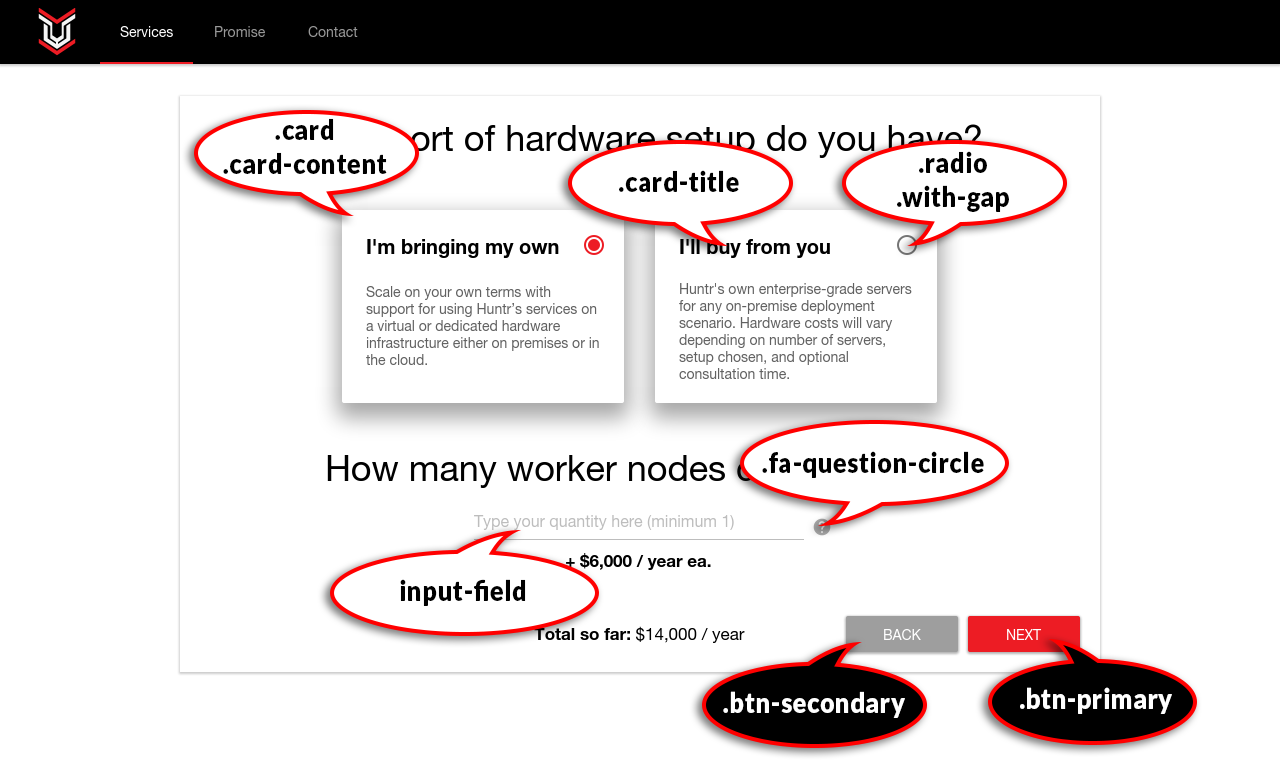 Services
Promise
Contact
.card
.card-content
ort of hardware setup do you have?
.card-title
.radio
.with-gap
I'm bringing my own
Scale on your own terms with
support for using Huntr's services on
a virtual or dedicated hardware
infrastructure either on premises or in
the cloud.
I'll buy from you
Huntr's own enterprise-grade servers
for any on-premise deployment
scenario. Hardware costs will vary
depending on number of servers,
setup chosen, and optional
consultation time.
How many worker nodes
.fa-question-circle
Type your quantity here (minimum 1)
?
+ $6,000 / year ea.
input-field
Total so far: $14,000 / year
BACK
NEXT
.btn-secondary
.btn-primary